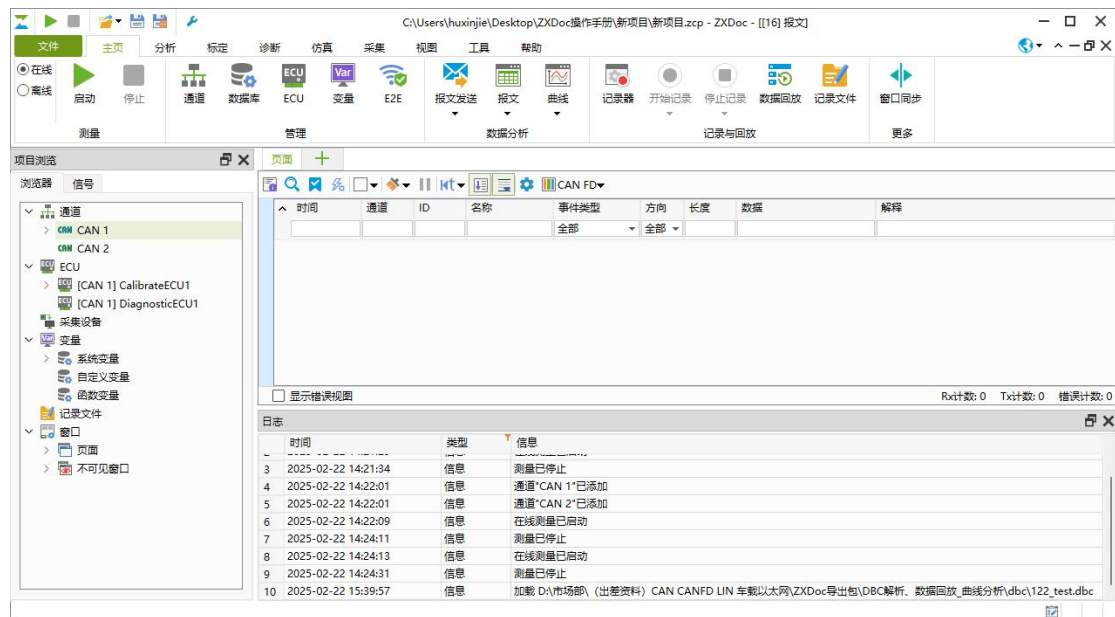 C:\Users\huxinjie\Desktop\ZXDoc操作手册\新项目\新项目.zcp - ZXDoc - [[16] 报文]
文件 主页 分析 标定 诊断 仿真 采集 视图 工具 帮助
在线
离线
启动 停止 通道 数据库 ECU 变量 E2E 报文发送 报文 曲线 记录器 开始记录 停止记录 数据回放 记录文件 窗口同步
测量 管理 数据分析 记录与回放 更多
项目浏览
浏览器 信号
通道
CAN CAN 1
CAN CAN 2
ECU
[CAN 1] CalibrateECU1
[CAN 1] DiagnosticECU1
采集设备
变量
系统变量
自定义变量
函数变量
记录文件
窗口
页面
不可见窗口
页面
CAN FD
时间 通道 ID 名称 事件类型 方向 长度 数据 解释
全部 全部
显示错误视图 Rx计数: 0 Tx计数: 0 错误计数: 0
日志
时间 类型 信息
3 2025-02-22 14:21:34 信息 测量已停止
4 2025-02-22 14:22:01 信息 通道"CAN 1"已添加
5 2025-02-22 14:22:01 信息 通道"CAN 2"已添加
6 2025-02-22 14:22:09 信息 在线测量已启动
7 2025-02-22 14:24:11 信息 测量已停止
8 2025-02-22 14:24:13 信息 在线测量已启动
9 2025-02-22 14:24:31 信息 测量已停止
10 2025-02-22 15:39:57 信息 加载 D:\市场部\（出差资料）CAN CANFD LIN 车载以太网\ZXDoc导出包\DBC解析、数据回放_曲线分析\dbc\122_test.dbc